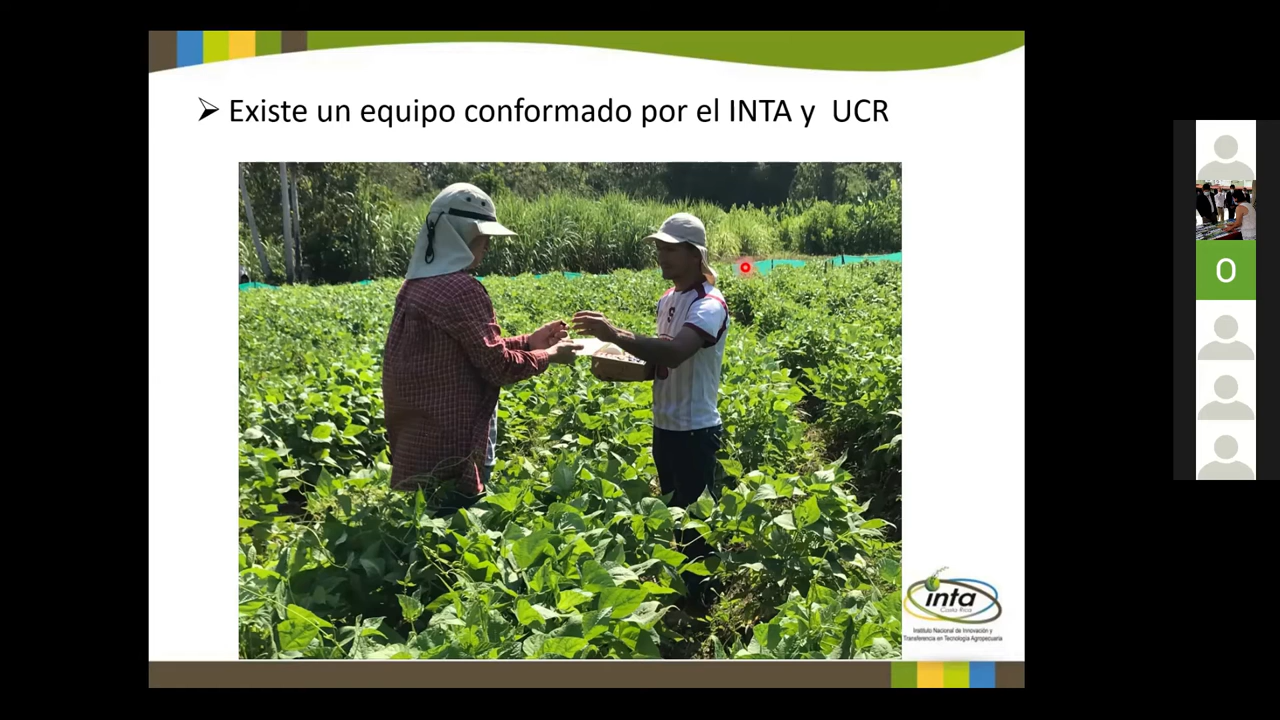 Existe un equipo conformado por el INTA y UCR
O
inta
Costa Rica
Instituto Nacional de Innovación y
Transferencia en Tecnología Agropecuaria